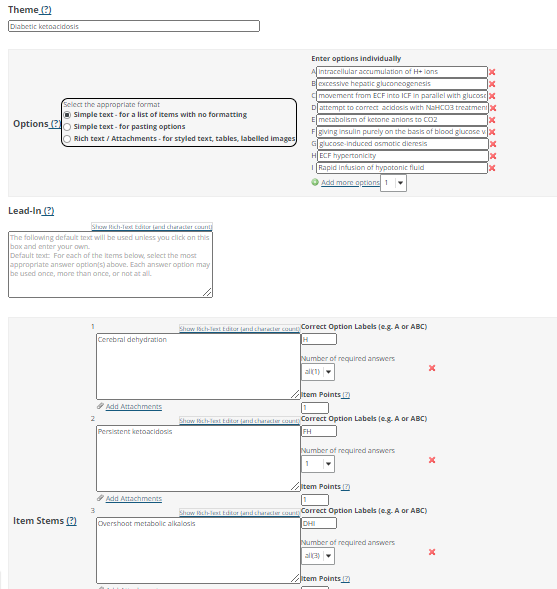 Theme (?)
Diabetic ketoacidosis
Enter options individually
A intracellular accumulation of H+ ions
B excessive hepatic gluconeogenesis
C movement from ECF into ICF in parallel with glucose
D attempt to correct acidosis with NaHCO3 treatment
E metabolism of ketone anions to CO2
F giving insulin purely on the basis of blood glucose v
G glucose-induced osmotic dieresis
H ECF hypertonicity
I Rapid infusion of hypotonic fluid
Add more options 1
Options (?)
Select the appropriate format
Simple text - for a list of items with no formatting
Simple text - for pasting options
Rich text / Attachments - for styled text, tables, labelled images
Lead-In (?)
Show Rich-Text Editor (and character count)
The following default text will be used unless you click on this
box and enter your own.
Default text: For each of the items below, select the most
appropriate answer option(s) above. Each answer option may
be used once, more than once, or not at all.
Item Stems (?)
1
Show Rich-Text Editor (and character count)
Cerebral dehydration
Add Attachments
Correct Option Labels (e.g. A or ABC)
H
Number of required answers
all(1)
Item Points (?)
1
2
Show Rich-Text Editor (and character count)
Persistent ketoacidosis
Add Attachments
Correct Option Labels (e.g. A or ABC)
FH
Number of required answers
1
Item Points (?)
1
3
Show Rich-Text Editor (and character count)
Overshoot metabolic alkalosis
Correct Option Labels (e.g. A or ABC)
DHI
Number of required answers
all(3)
Item Points (?)